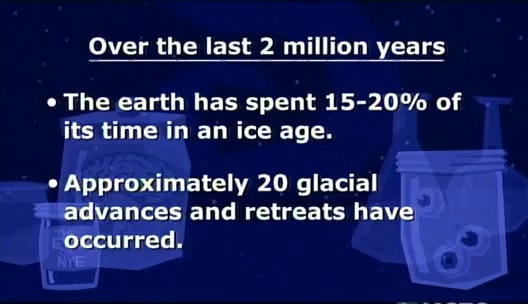 Over the last 2 million years
• The earth has spent 15-20% of
its time in an ice age.
• Approximately 20 glacial
advances and retreats have
occurred.
NYE